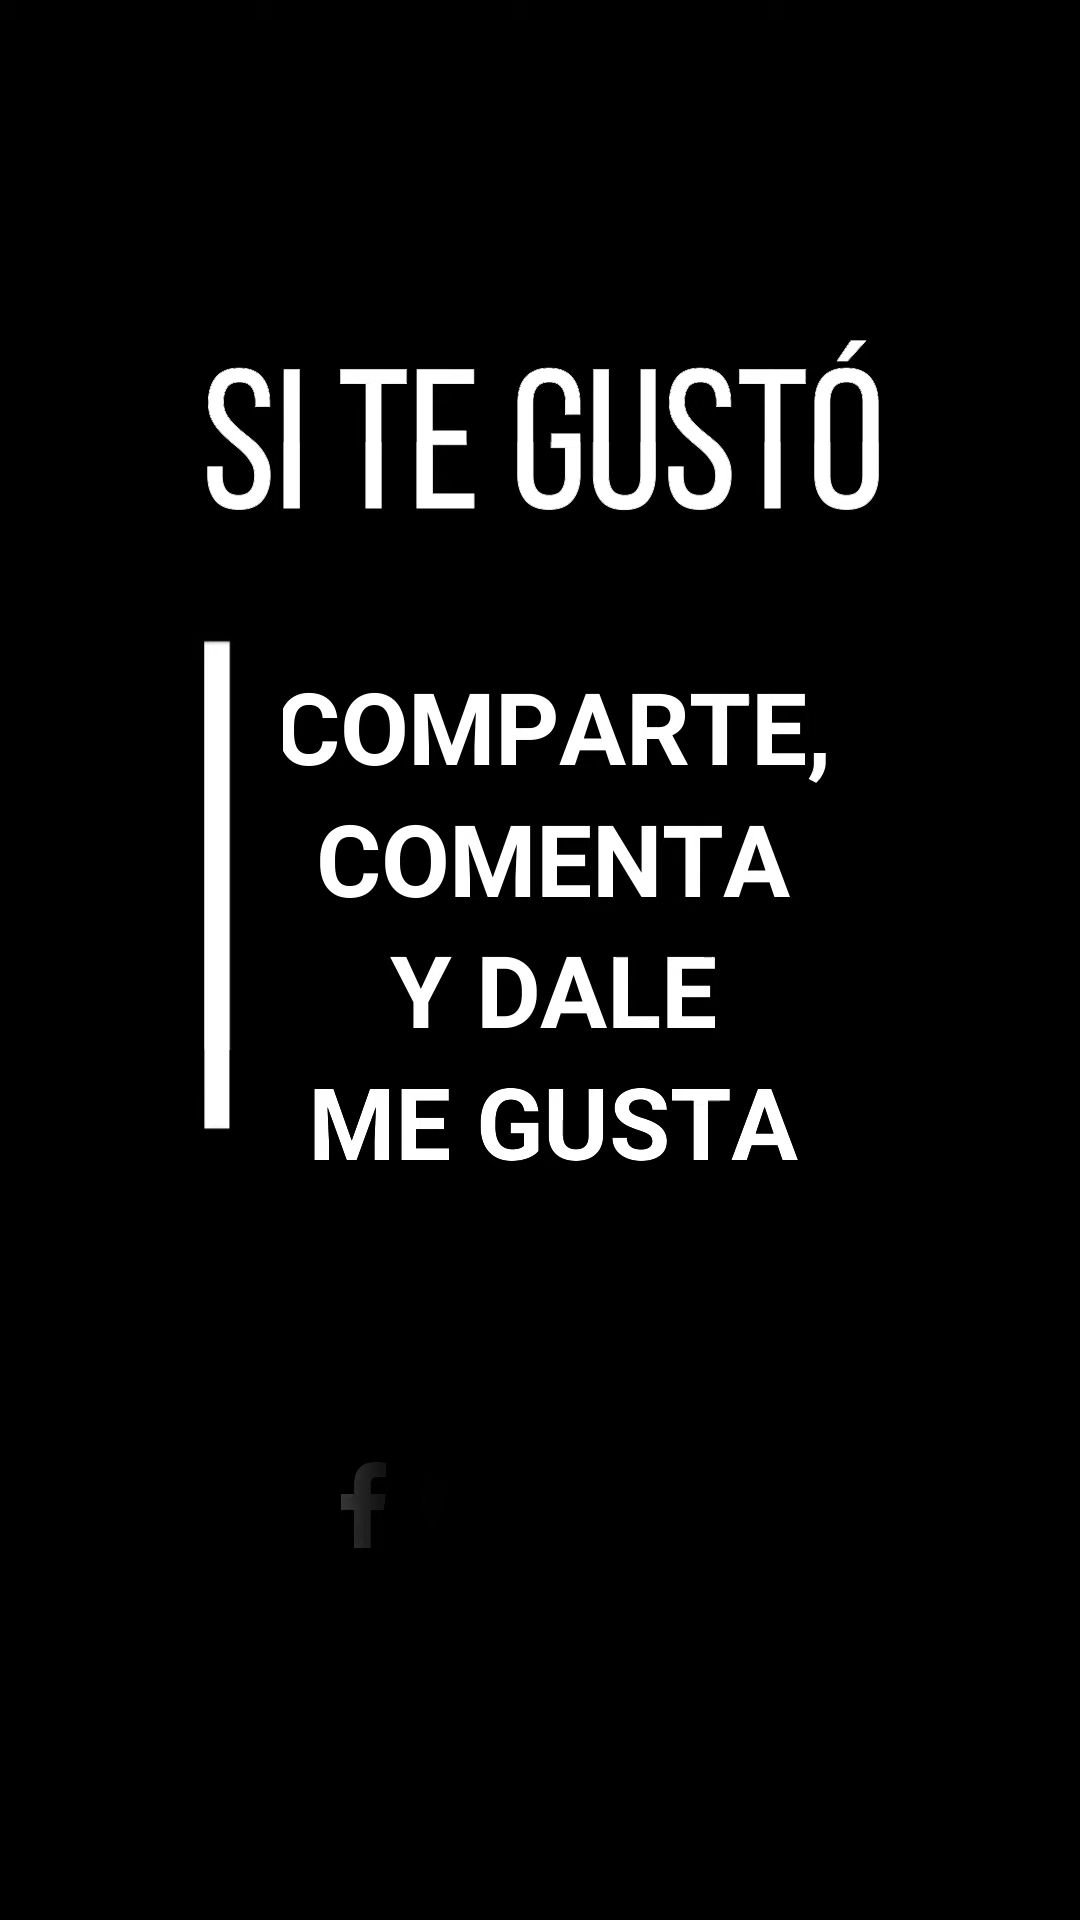 SI TE GUSTÓ
COMPARTE,
COMENTA
Y DALE
ME GUSTA
f